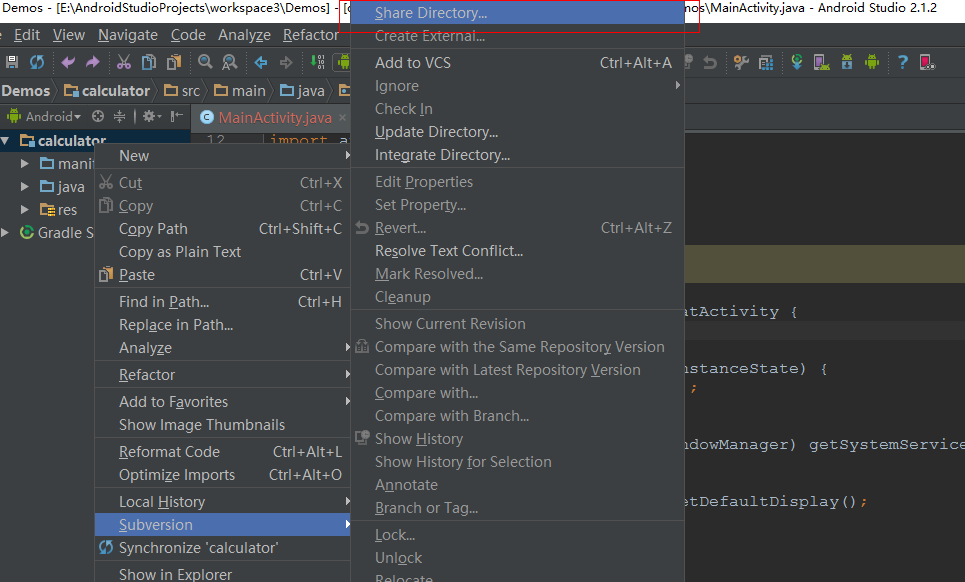 Demos - [E:\AndroidStudioProjects\workspace3\Demos] - [ os\MainActivity.java - Android Studio 2.1.2
Edit View Navigate Code Analyze Refactor
Demos calculator src main java
Android
MainActivity.java ×
calculator
12 import a
manif
java
res
Gradle S
New
Cut Ctrl+X
Copy Ctrl+C
Copy Path Ctrl+Shift+C
Copy as Plain Text
Paste Ctrl+V
Find in Path... Ctrl+H
Replace in Path...
Analyze
Refactor
Add to Favorites
Show Image Thumbnails
Reformat Code Ctrl+Alt+L
Optimize Imports Ctrl+Alt+O
Local History
Subversion
Synchronize 'calculator'
Show in Explorer
Share Directory...
Create External...
Add to VCS Ctrl+Alt+A
Ignore
Check In
Update Directory...
Integrate Directory...
Edit Properties
Set Property...
Revert... Ctrl+Alt+Z
Resolve Text Conflict...
Mark Resolved...
Cleanup
Show Current Revision
Compare with the Same Repository Version
Compare with Latest Repository Version
Compare with...
Compare with Branch...
Show History
Show History for Selection
Annotate
Branch or Tag...
Lock...
Unlock
Relocate
atActivity {
nstanceState) {
;
ndowManager) getSystemService
etDefaultDisplay();